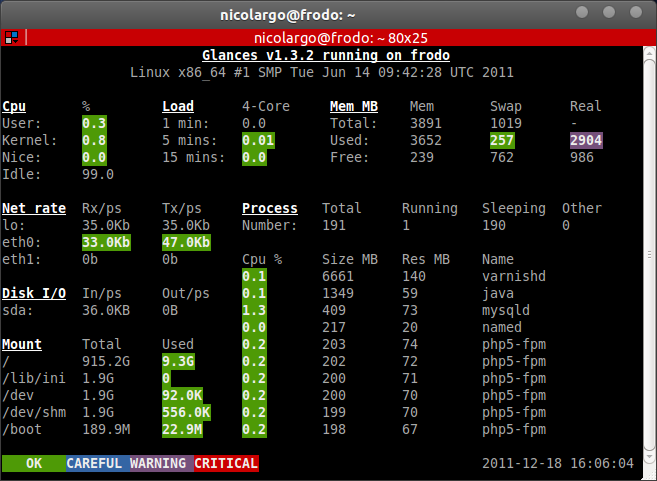 nicolargo@frodo: ~
nicolargo@frodo: ~ 80x25
Glances v1.3.2 running on frodo
Linux x86_64 #1 SMP Tue Jun 14 09:42:28 UTC 2011
Cpu % Load 4-Core Mem MB Mem Swap Real
User: 0.3 1 min: 0.0 Total: 3891 1019 -
Kernel: 0.8 5 mins: 0.01 Used: 3652 257 2904
Nice: 0.0 15 mins: 0.0 Free: 239 762 986
Idle: 99.0
Net rate Rx/ps Tx/ps Process Total Running Sleeping Other
lo: 35.0Kb 35.0Kb Number: 191 1 190 0
eth0: 33.0Kb 47.0Kb
eth1: 0b 0b Cpu % Size MB Res MB Name
0.1 6661 140 varnishd
Disk I/O In/ps Out/ps 0.1 1349 59 java
sda: 36.0KB 0B 1.3 409 73 mysqld
0.0 217 20 named
Mount Total Used 0.2 203 74 php5-fpm
/ 915.2G 9.3G 0.2 202 72 php5-fpm
/lib/ini 1.9G 0 0.2 200 71 php5-fpm
/dev 1.9G 92.0K 0.2 200 70 php5-fpm
/dev/shm 1.9G 556.0K 0.2 199 70 php5-fpm
/boot 189.9M 22.9M 0.2 198 67 php5-fpm
OK CAREFUL WARNING CRITICAL 2011-12-18 16:06:04